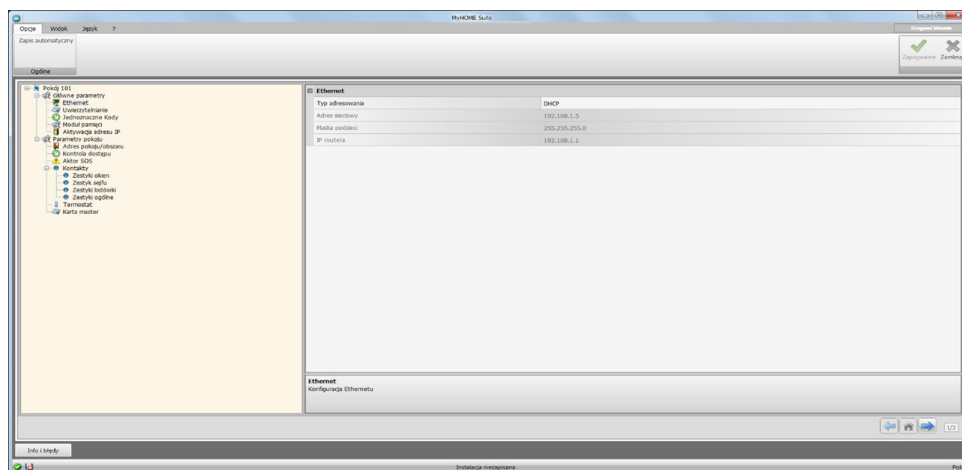 MyHOME Suite
Opcje Widok Język ?
Zapis automatyczny
Zapisywanie Zamknąć
Ogólne
Pokój 101
Główne parametry
Ethernet
Uwierzytelnianie
Jednoznaczne Kody
Moduł pamięci
Aktywacja adresu IP
Parametry pokoju
Adres pokoju/obszaru
Kontrola dostępu
Aktor SOS
Kontakty
Zestyki okien
Zestyk sejfu
Zestyki lodówki
Zestyki ogólne
Termostat
Karta master
Ethernet
Typ adresowania DHCP
Adres sieciowy 192.168.1.5
Maska podsieci 255.255.255.0
IP routera 192.168.1.1
Ethernet
Konfiguracja Ethernetu
1/2
Info i błędy
Instalacja niezapisana
Pok